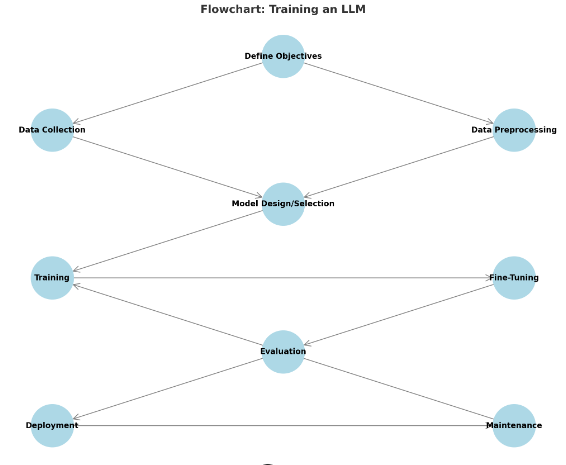 Flowchart: Training an LLM
Define Objectives
Data Collection
Data Preprocessing
Model Design/Selection
Training
Fine-Tuning
Evaluation
Deployment
Maintenance